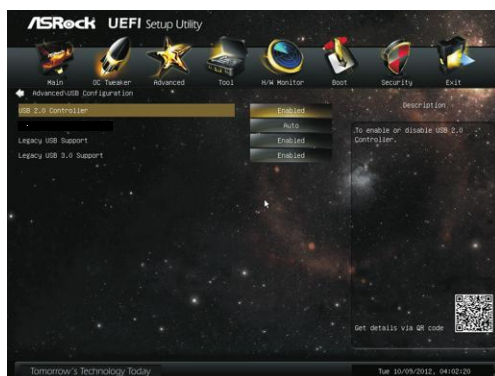 ASRock UEFI Setup Utility
Main
OC Tweaker
Advanced
Tool
H/W Monitor
Boot
Security
Exit
Advanced\USB Configuration
Description
USB 2.0 Controller
Enabled
Auto
Legacy USB Support
Enabled
Legacy USB 3.0 Support
Enabled
To enable or disable USB 2.0
Controller.
Get details via QR code
Tomorrow's Technology Today
Tue 10/09/2012, 04:02:20